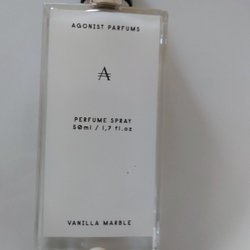 AGONIST PARFUMS
A
PERFUME SPRAY
50ml / 1,7 fl.oz
VANILLA MARBLE